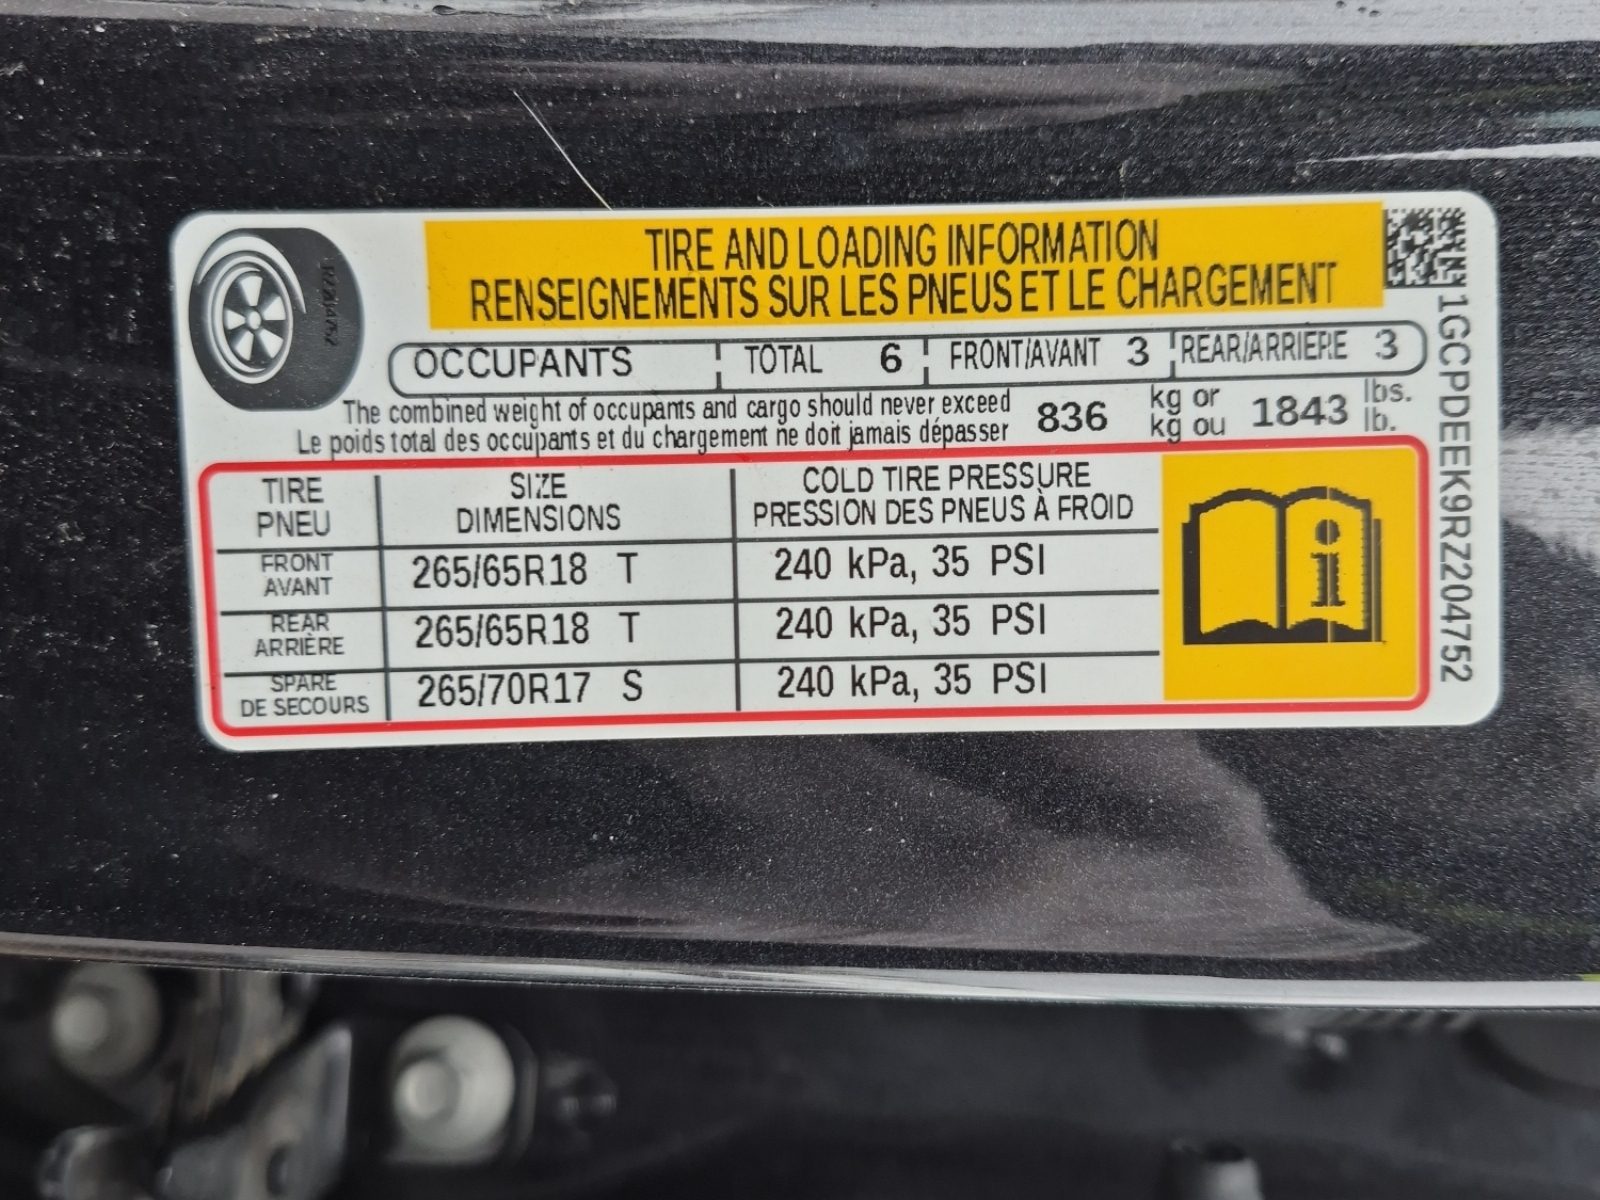 TIRE AND LOADING INFORMATION
RENSEIGNEMENTS SUR LES PNEUS ET LE CHARGEMENT
OCCUPANTS TOTAL 6 FRONT/AVANT 3 REAR/ARRIÈRE 3
The combined weight of occupants and cargo should never exceed 836 kg or 1843 lbs.
Le poids total des occupants et du chargement ne doit jamais dépasser kg ou lb.
TIRE SIZE COLD TIRE PRESSURE
PNEU DIMENSIONS PRESSION DES PNEUS À FROID
FRONT
AVANT
265/65R18 T 240 kPa, 35 PSI
REAR
ARRIÈRE
265/65R18 T 240 kPa, 35 PSI
SPARE
DE SECOURS
265/70R17 S 240 kPa, 35 PSI
i
1GCPDEEK9RZ204752
RZ204752